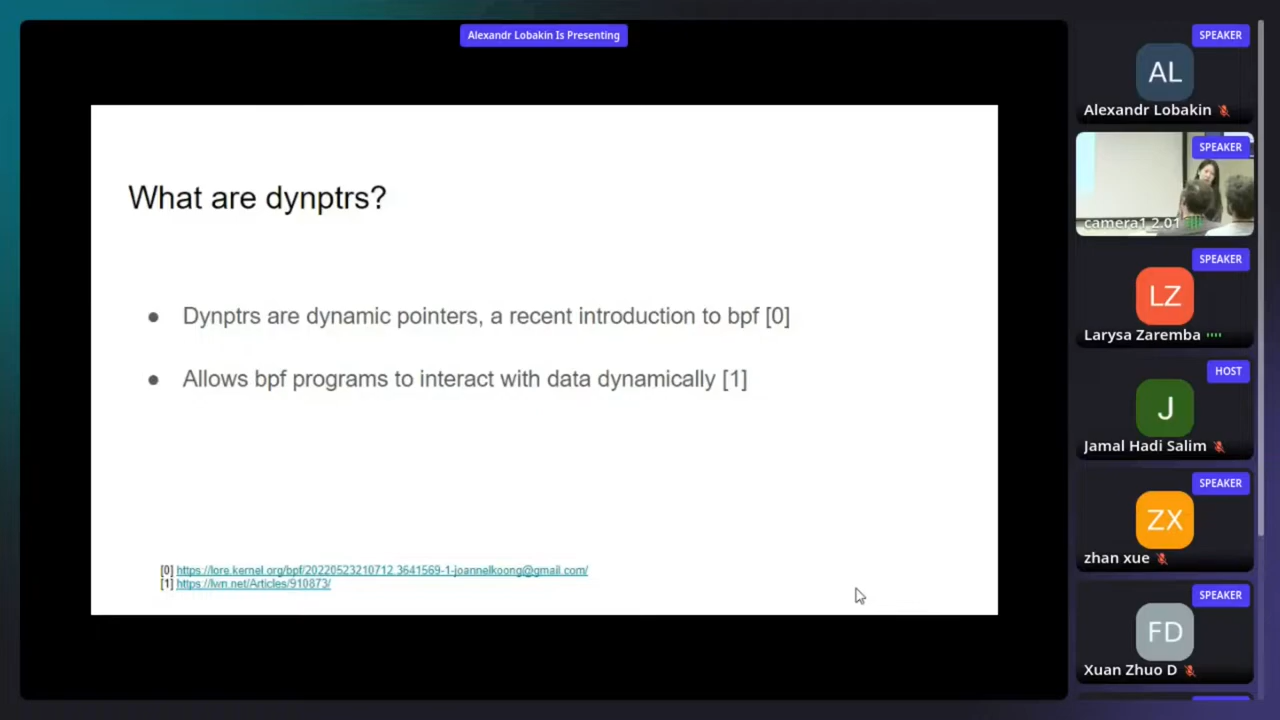 Alexandr Lobakin Is Presenting
What are dynptrs?
● Dynptrs are dynamic pointers, a recent introduction to bpf [0]
● Allows bpf programs to interact with data dynamically [1]
[0] https://lore.kernel.org/bpf/20220523210712.3641569-1-joannelkoong@gmail.com/
[1] https://lwn.net/Articles/910873/
SPEAKER
AL
Alexandr Lobakin
SPEAKER
camera1_2.01
SPEAKER
LZ
Larysa Zaremba
HOST
J
Jamal Hadi Salim
SPEAKER
ZX
zhan xue
SPEAKER
FD
Xuan Zhuo D